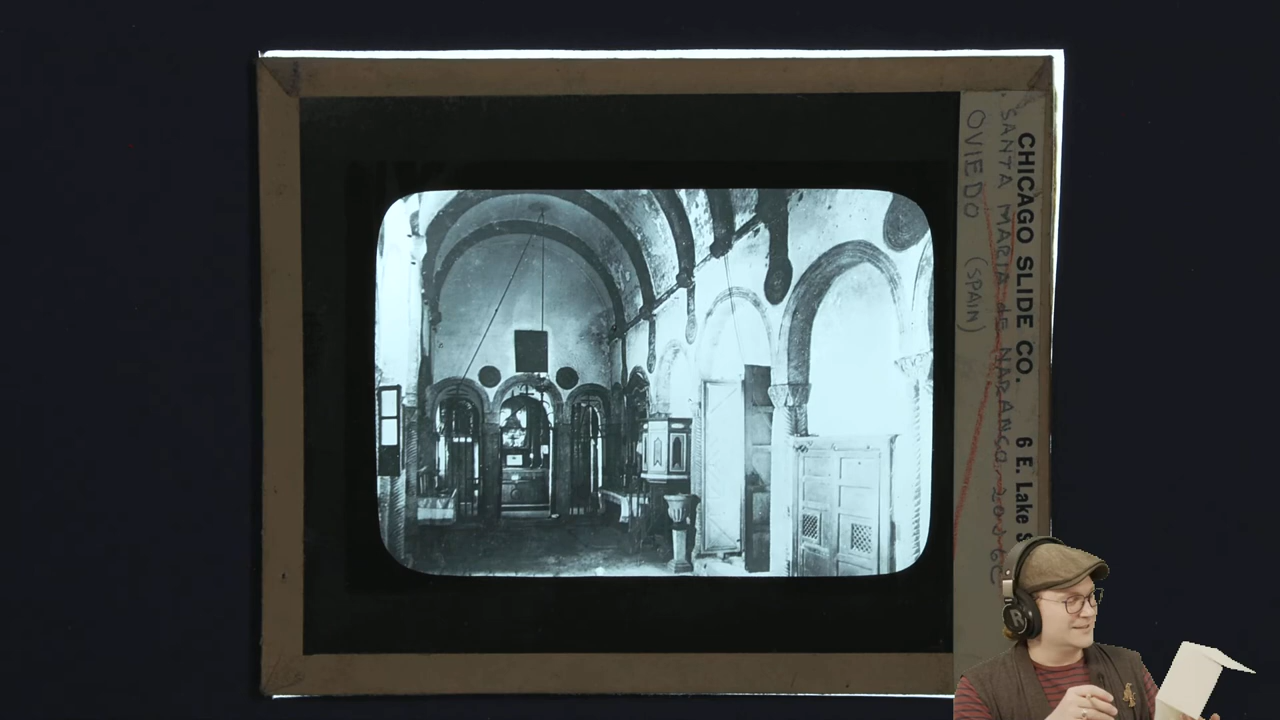 CHICAGO SLIDE CO. 6 E. Lake S
SANTA MARIA de NARANCO
OVIEDO (SPAIN)